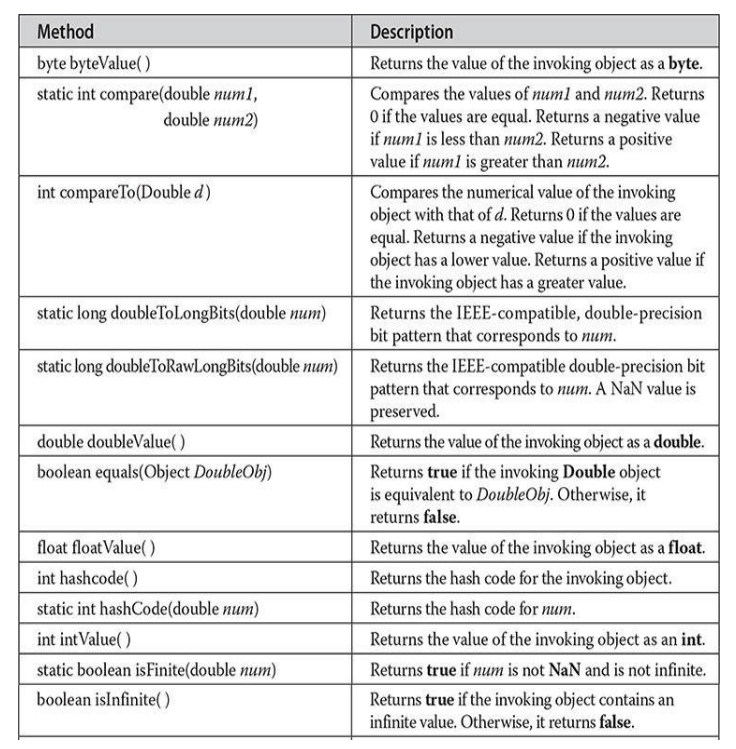 Method Description
byte byteValue( ) Returns the value of the invoking object as a byte.
static int compare(double num1, Compares the values of num1 and num2. Returns
double num2) 0 if the values are equal. Returns a negative value
if num1 is less than num2. Returns a positive
value if num1 is greater than num2.
int compareTo(Double d) Compares the numerical value of the invoking
object with that of d. Returns 0 if the values are
equal. Returns a negative value if the invoking
object has a lower value. Returns a positive value if
the invoking object has a greater value.
static long doubleToLongBits(double num) Returns the IEEE-compatible, double-precision
bit pattern that corresponds to num.
static long doubleToRawLongBits(double num) Returns the IEEE-compatible double-precision bit
pattern that corresponds to num. A NaN value is
preserved.
double doubleValue( ) Returns the value of the invoking object as a double.
boolean equals(Object DoubleObj) Returns true if the invoking Double object
is equivalent to DoubleObj. Otherwise, it
returns false.
float floatValue( ) Returns the value of the invoking object as a float.
int hashcode( ) Returns the hash code for the invoking object.
static int hashCode(double num) Returns the hash code for num.
int intValue( ) Returns the value of the invoking object as an int.
static boolean isFinite(double num) Returns true if num is not NaN and is not infinite.
boolean isInfinite( ) Returns true if the invoking object contains an
infinite value. Otherwise, it returns false.